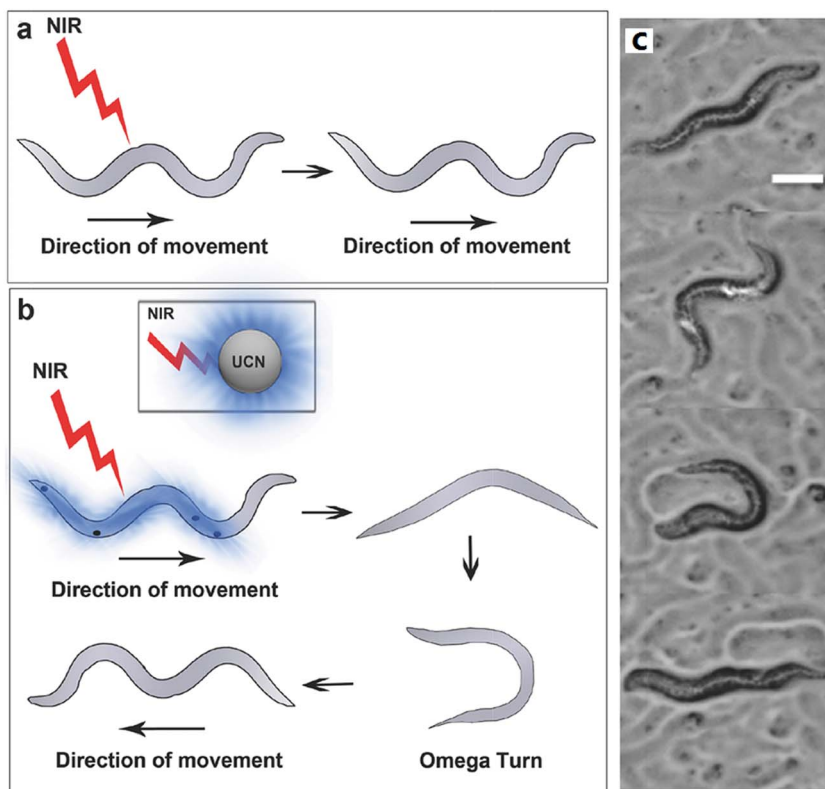 a
NIR
Direction of movement
Direction of movement
b
NIR
UCN
NIR
Direction of movement
Direction of movement
Omega Turn
c